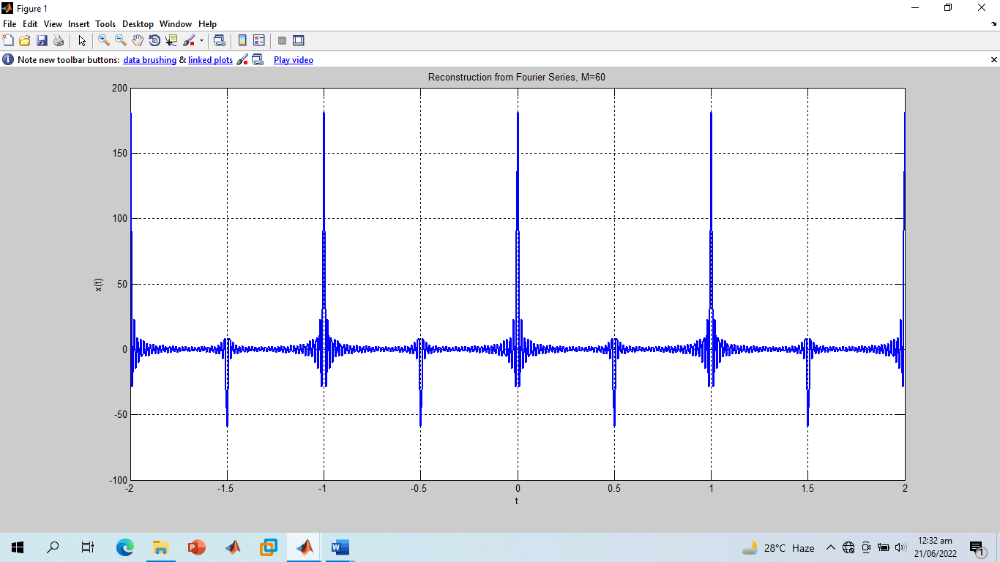 Figure 1
File Edit View Insert Tools Desktop Window Help
Note new toolbar buttons: data brushing & linked plots Play video
Reconstruction from Fourier Series, M=60
200
150
100
50
0
-50
-100
x(t)
-2 -1.5 -1 -0.5 0 0.5 1 1.5 2
t
28°C Haze
12:32 am
21/06/2022
1